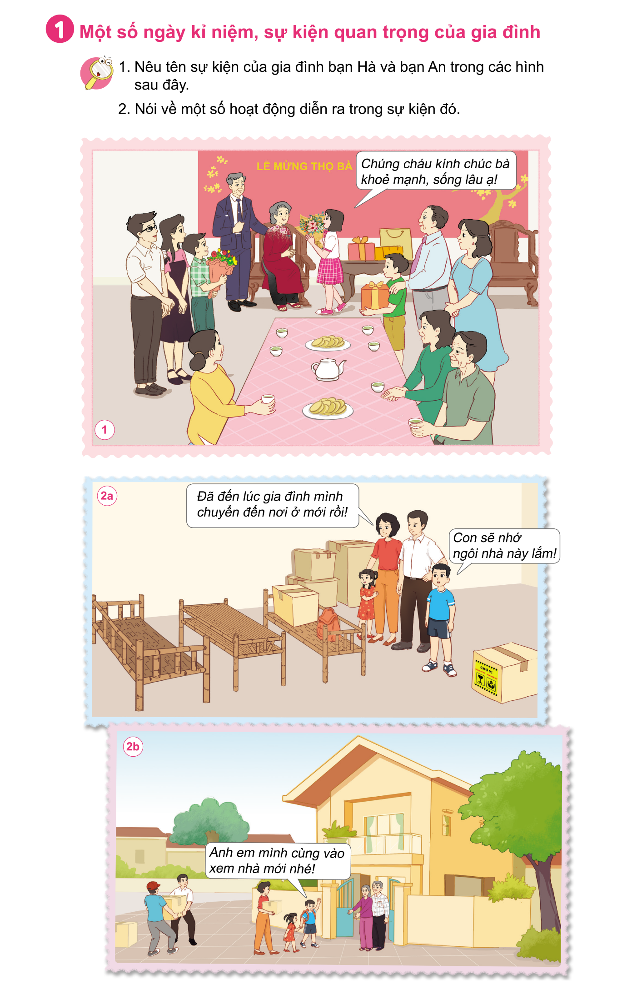 1 Một số ngày kỉ niệm, sự kiện quan trọng của gia đình
1. Nêu tên sự kiện của gia đình bạn Hà và bạn An trong các hình
sau đây.
2. Nói về một số hoạt động diễn ra trong sự kiện đó.
LỄ MỪNG THỌ BÀ
Chúng cháu kính chúc bà
khoẻ mạnh, sống lâu ạ!
1
2a
Đã đến lúc gia đình mình
chuyển đến nơi ở mới rồi!
Con sẽ nhớ
ngôi nhà này lắm!
CHÚ Ý!
2b
Anh em mình cùng vào
xem nhà mới nhé!